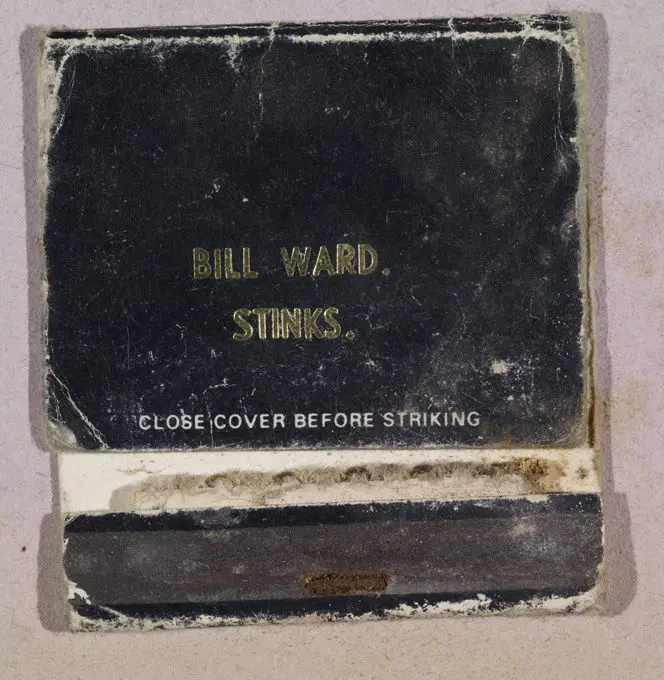 BILL WARD.
STINKS.
CLOSE COVER BEFORE STRIKING